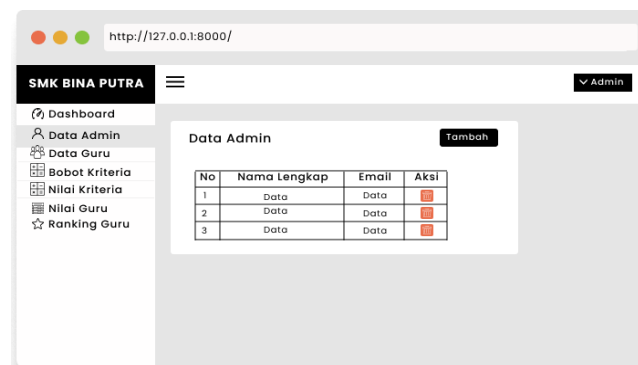 http://127.0.0.1:8000/
SMK BINA PUTRA
Admin
Dashboard
Data Admin
Data Guru
Bobot Kriteria
Nilai Kriteria
Nilai Guru
Ranking Guru
Data Admin
Tambah
No Nama Lengkap Email Aksi
1 Data Data
2 Data Data
3 Data Data